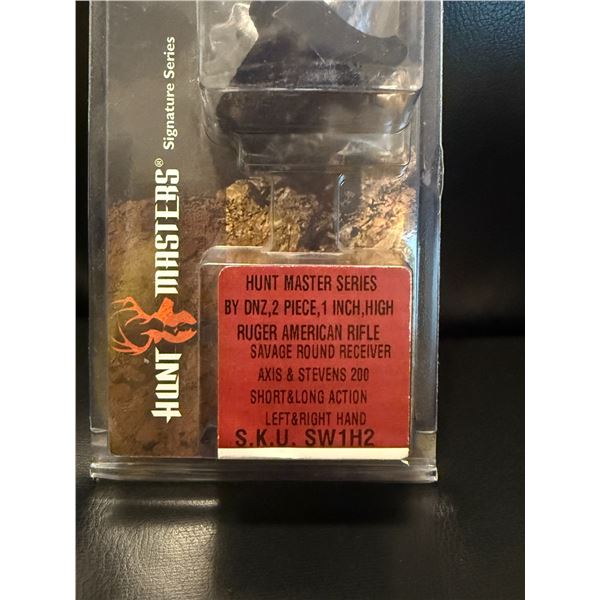 HUNT MASTERS®
Signature Series
HUNT MASTER SERIES
BY DNZ,2 PIECE,1 INCH,HIGH
RUGER AMERICAN RIFLE
SAVAGE ROUND RECEIVER
AXIS & STEVENS 200
SHORT&LONG ACTION
LEFT&RIGHT HAND
S.K.U. SW1H2